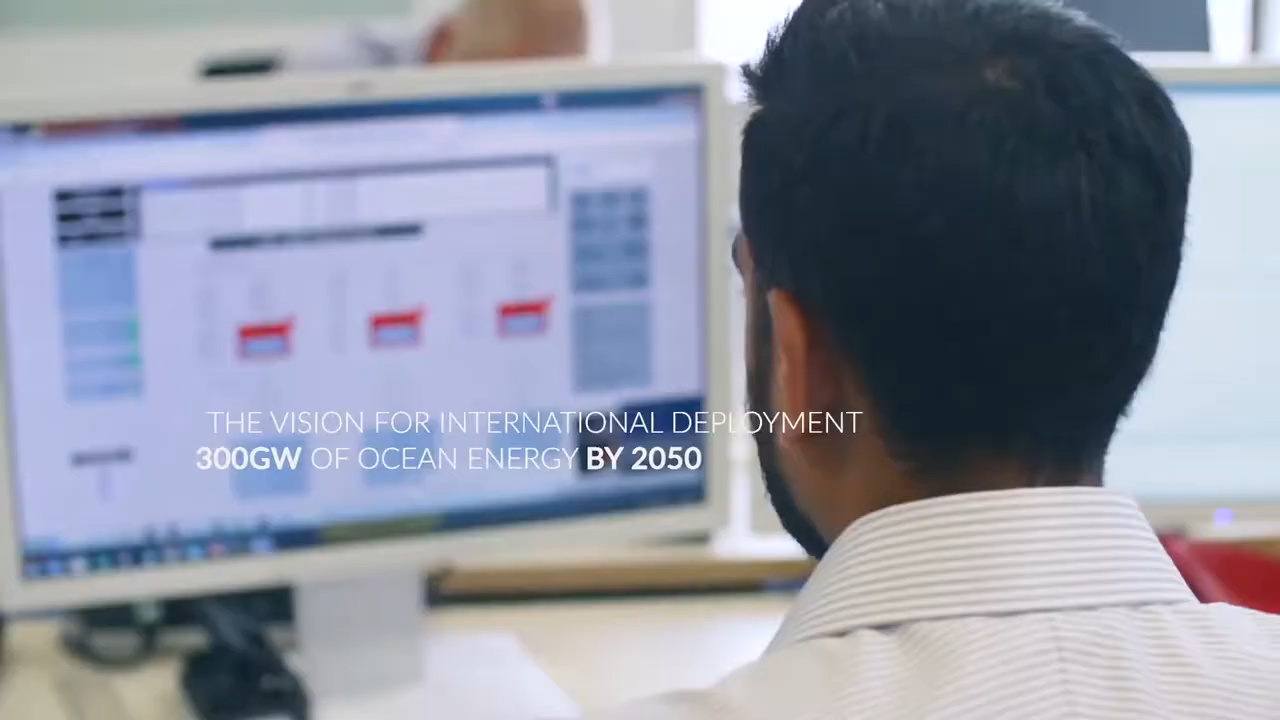 THE VISION FOR INTERNATIONAL DEPLOYMENT
300GW OF OCEAN ENERGY BY 2050